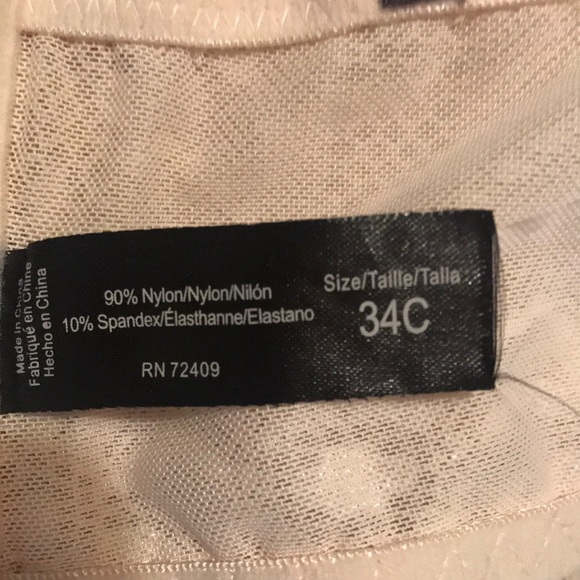 90% Nylon/Nylon/Nilón
10% Spandex/Élasthanne/Elastano
RN 72409
Size/Taille/Talla
34C
Made in China
Fabriqué en Chine
Hecho en China